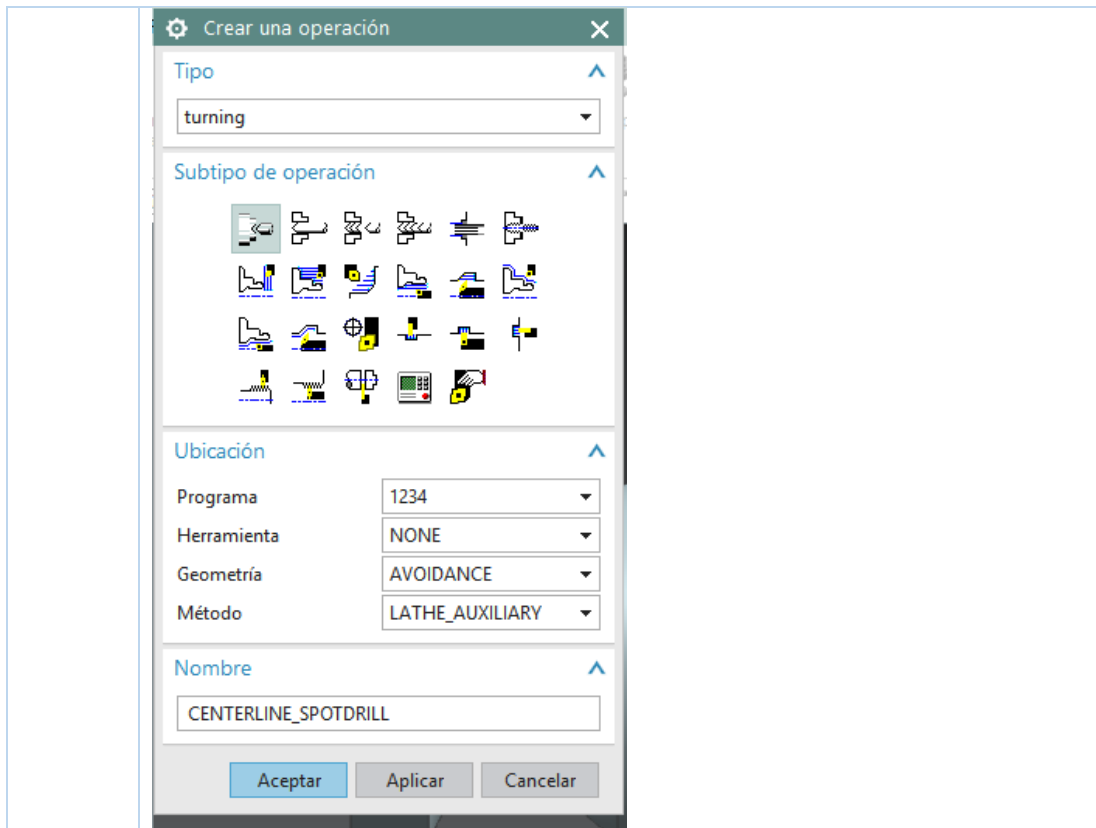 Crear una operación
Tipo
turning
Subtipo de operación
Ubicación
Programa 1234
Herramienta NONE
Geometría AVOIDANCE
Método LATHE_AUXILIARY
Nombre
CENTERLINE_SPOTDRILL
Aceptar Aplicar Cancelar